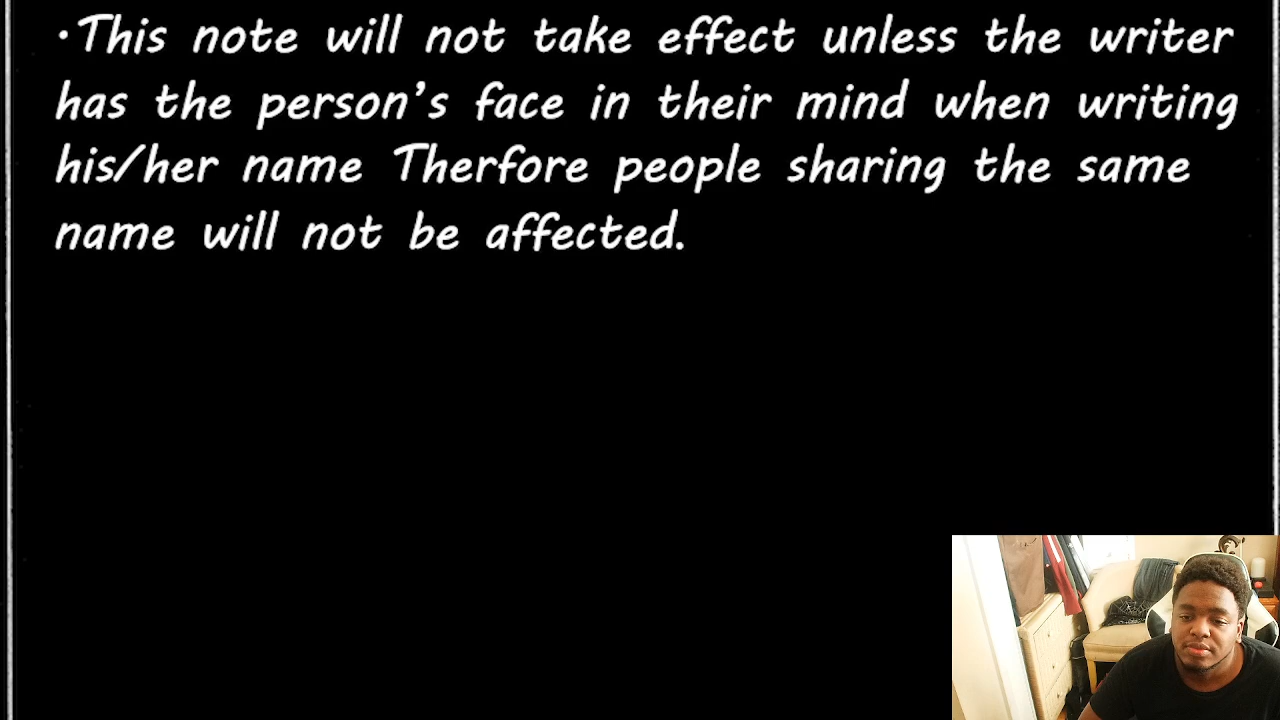 •This note will not take effect unless the writer
has the person's face in their mind when writing
his/her name Therfore people sharing the same
name will not be affected.